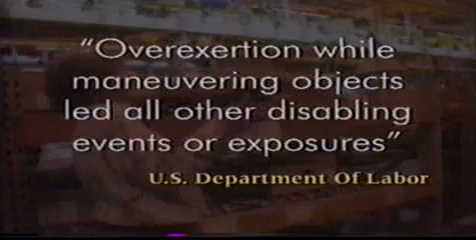 “Overexertion while
maneuvering objects
led all other disabling
events or exposures”
U.S. Department Of Labor